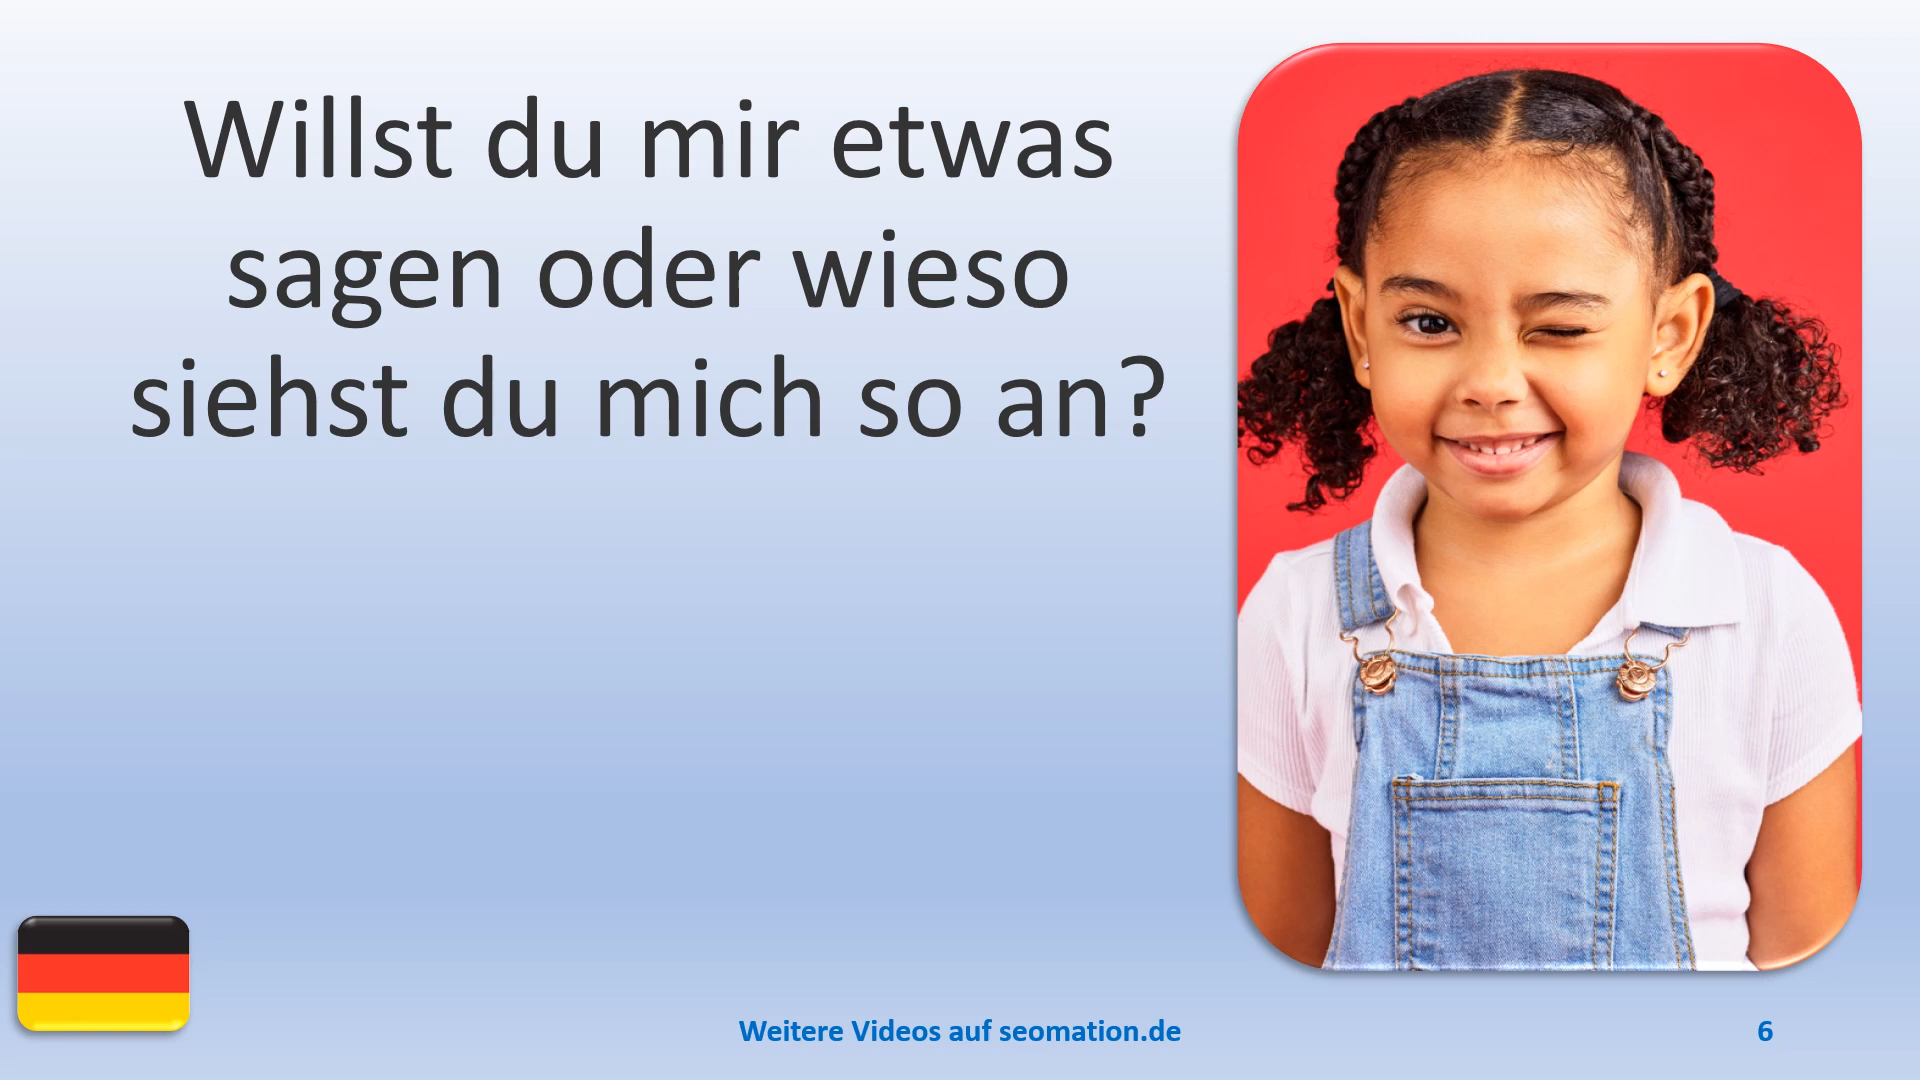 Willst du mir etwas
sagen oder wieso
siehst du mich so an?
Weitere Videos auf seomation.de
6